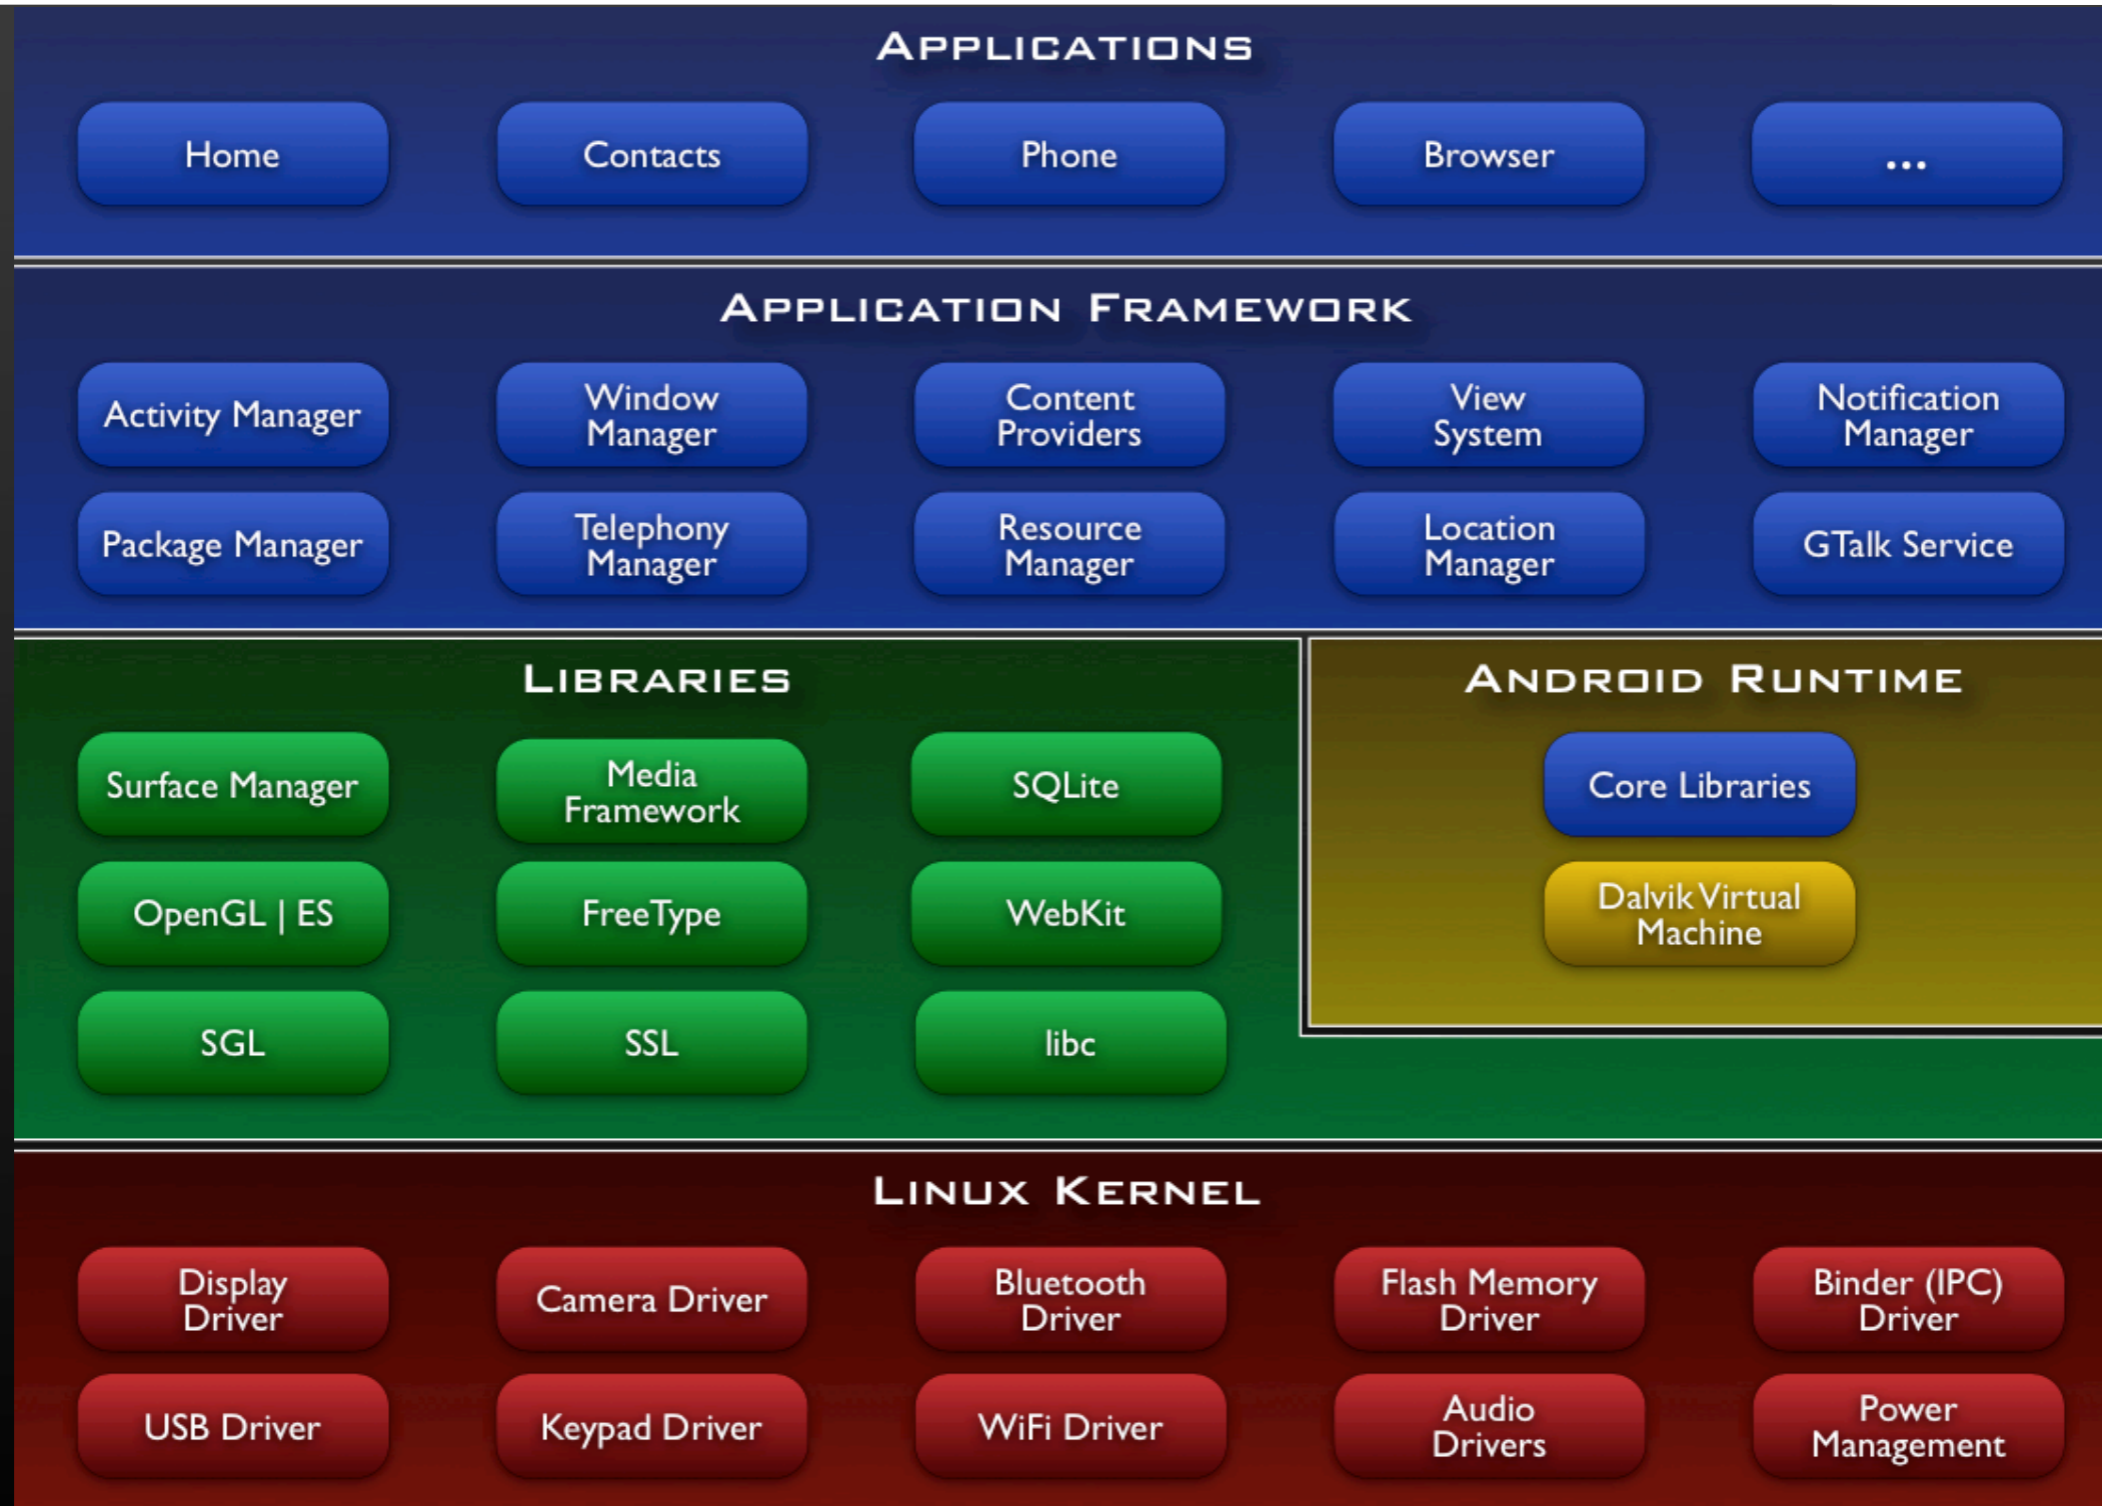 APPLICATIONS
Home
Contacts
Phone
Browser
...
APPLICATION FRAMEWORK
Activity Manager
Window
Manager
Content
Providers
View
System
Notification
Manager
Package Manager
Telephony
Manager
Resource
Manager
Location
Manager
GTalk Service
LIBRARIES
Surface Manager
Media
Framework
SQLite
OpenGL | ES
FreeType
WebKit
SGL
SSL
libc
ANDROID RUNTIME
Core Libraries
Dalvik Virtual
Machine
LINUX KERNEL
Display
Driver
Camera Driver
Bluetooth
Driver
Flash Memory
Driver
Binder (IPC)
Driver
USB Driver
Keypad Driver
WiFi Driver
Audio
Drivers
Power
Management